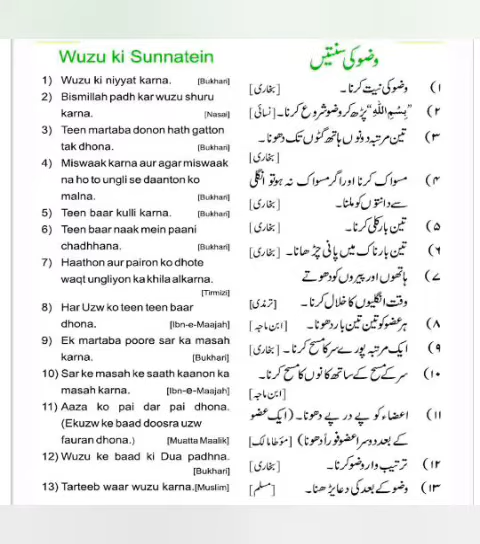 Wuzu ki Sunnatein
1) Wuzu ki niyyat karna. [Bukhari]
2) Bismillah padh kar wuzu shuru
karna. [Nasai]
3) Teen martaba donon hath gatton
tak dhona. [Bukhari]
4) Miswaak karna aur agar miswaak
na ho to ungli se daanton ko
malna. [Bukhari]
5) Teen baar kulli karna. [Bukhari]
6) Teen baar naak mein paani
chadhhana. [Bukhari]
7) Haathon aur pairon ko dhote
waqt ungliyon ka khilal karna.
[Tirmizi]
8) Har Uzw ko teen teen baar
dhona. [Ibn-e-Maajah]
9) Ek martaba poore sar ka masah
karna. [Bukhari]
10) Sar ke masah ke saath kaanon ka
masah karna. [Ibn-e-Maajah]
11) Aaza ko pai dar pai dhona.
(Ek uzw ke baad doosra uzw
fauran dhona.) [Muatta Maalik]
12) Wuzu ke baad ki Dua padhna.
[Bukhari]
13) Tarteeb waar wuzu karna.[Muslim]
وضو کی سنتیں
۱) وضو کی نیت کرنا۔ [بخاری]
۲) ”بِسْمِ اللّٰهِ“ پڑھ کر وضو شروع کرنا۔ [نسائی]
۳) تین مرتبہ دونوں ہاتھ گٹوں تک دھونا۔
[بخاری]
۴) مسواک کرنا اور اگر مسواک نہ ہو تو انگلی
سے دانتوں کو ملنا۔ [بخاری]
۵) تین بار کلی کرنا۔ [بخاری]
۶) تین بار ناک میں پانی چڑھانا۔ [بخاری]
۷) ہاتھوں اور پیروں کو دھوتے
وقت انگلیوں کا خلال کرنا۔ [ترمذی]
۸) ہر عضو کو تین تین بار دھونا۔ [ابن ماجہ]
۹) ایک مرتبہ پورے سر کا مسح کرنا۔ [بخاری]
۱۰) سر کے مسح کے ساتھ کانوں کا مسح کرنا۔
[ابن ماجہ]
۱۱) اعضاء کو پے در پے دھونا۔ (ایک عضو
کے بعد دوسرا عضو فوراً دھونا) [مؤطا مالک]
۱۲) ترتیب وار وضو کرنا۔ [بخاری]
۱۳) وضو کے بعد کی دعا پڑھنا۔ [مسلم]